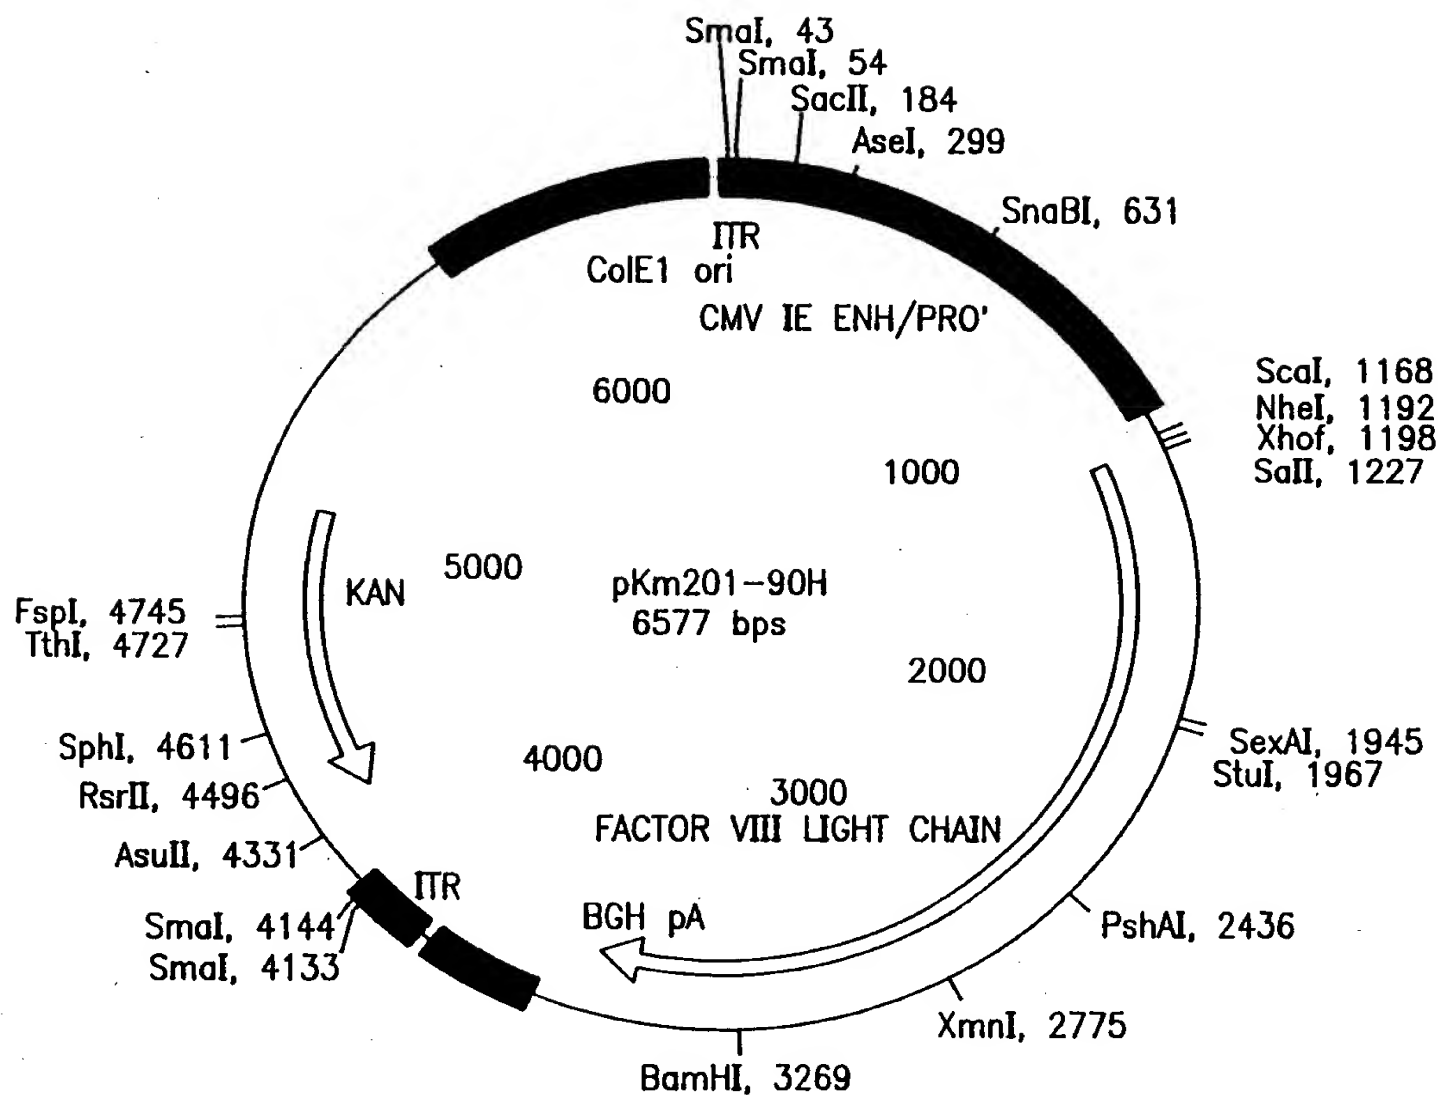 SmaI, 43
SmaI, 54
SacII, 184
AseI, 299
SnaBI, 631
ITR
ColE1 ori
CMV IE ENH/PRO'
ScaI, 1168
NheI, 1192
Xhof, 1198
SaII, 1227
6000
1000
5000
KAN
pKm201-90H
6577 bps
2000
FspI, 4745
TthI, 4727
SphI, 4611
RsrII, 4496
AsuII, 4331
4000
3000
FACTOR VIII LIGHT CHAIN
SexAI, 1945
StuI, 1967
ITR
BGH pA
SmaI, 4144
SmaI, 4133
PshAI, 2436
XmnI, 2775
BamHI, 3269